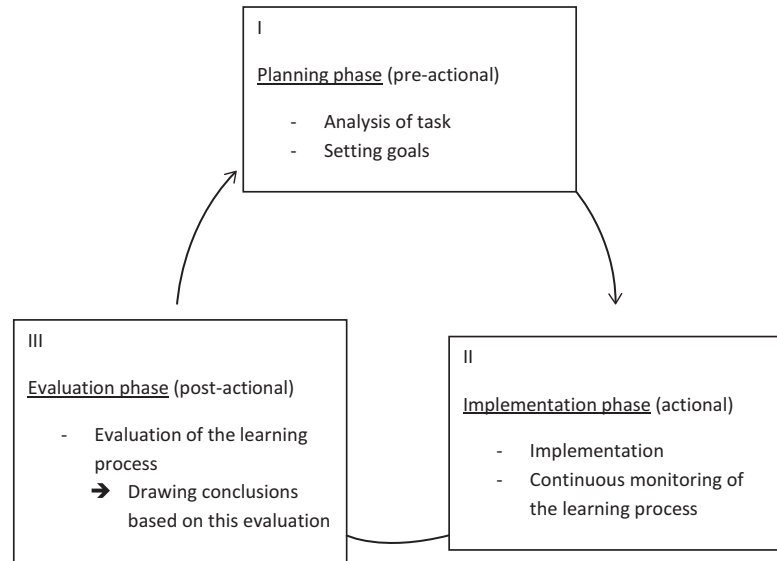 I
Planning phase (pre-actional)
- Analysis of task
- Setting goals
II
Implementation phase (actional)
- Implementation
- Continuous monitoring of
the learning process
III
Evaluation phase (post-actional)
- Evaluation of the learning
process
➔ Drawing conclusions
based on this evaluation